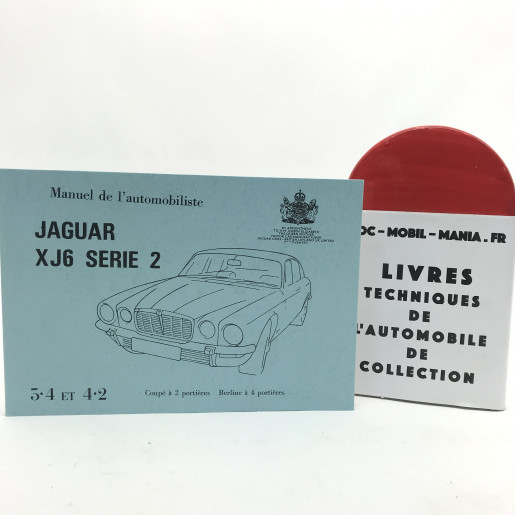 Manuel de l'automobiliste
JAGUAR
XJ6 SERIE 2
3·4 ET 4·2
Coupé à 2 portières Berline à 4 portières
OC - MOBIL - MANIA . FR
LIVRES
TECHNIQUES
DE
L'AUTOMOBILE
DE
COLLECTION